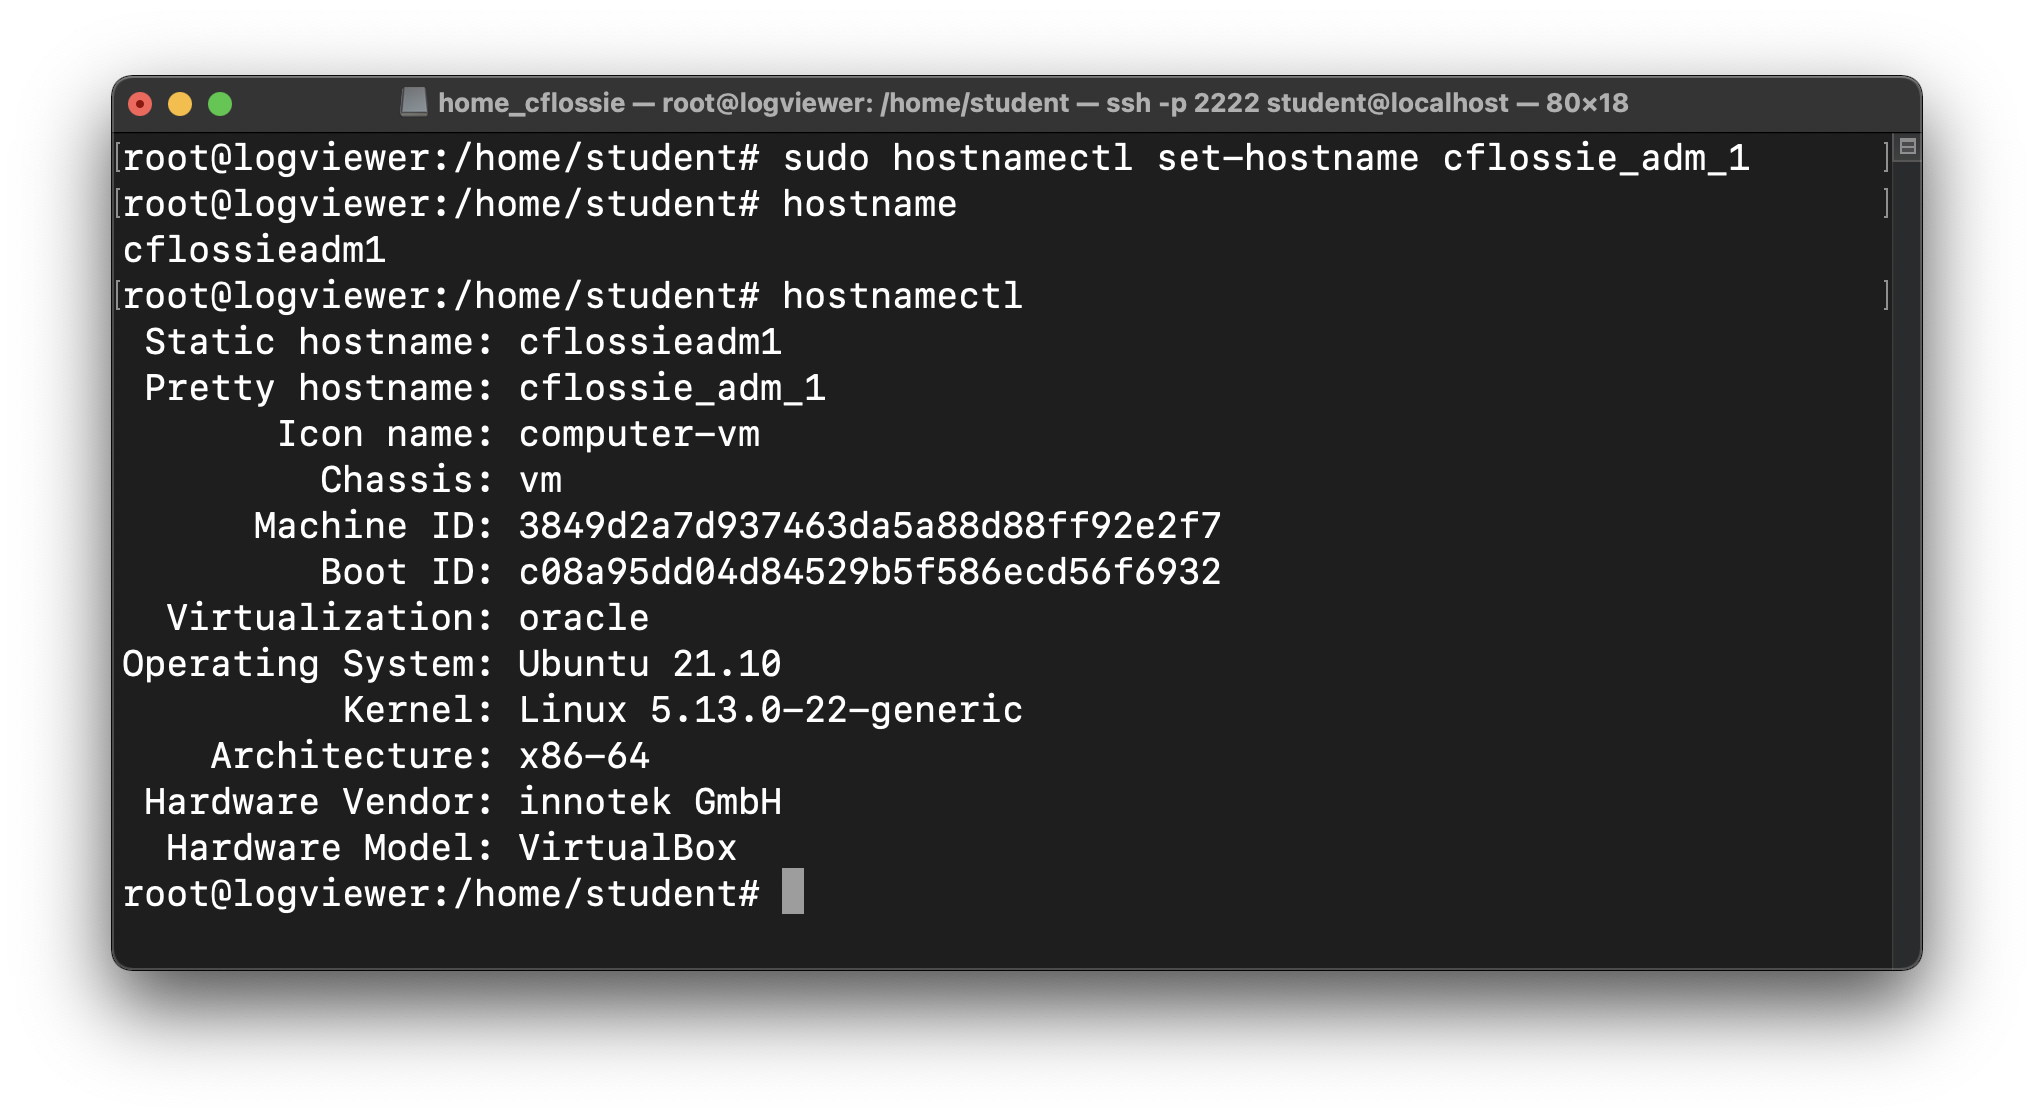 home_cflossie — root@logviewer: /home/student — ssh -p 2222 student@localhost — 80×18
[root@logviewer:/home/student# sudo hostnamectl set-hostname cflossie_adm_1 ]
[root@logviewer:/home/student# hostname ]
cflossieadm1
[root@logviewer:/home/student# hostnamectl ]
Static hostname: cflossieadm1
Pretty hostname: cflossie_adm_1
Icon name: computer-vm
Chassis: vm
Machine ID: 3849d2a7d937463da5a88d88ff92e2f7
Boot ID: c08a95dd04d84529b5f586ecd56f6932
Virtualization: oracle
Operating System: Ubuntu 21.10
Kernel: Linux 5.13.0-22-generic
Architecture: x86-64
Hardware Vendor: innotek GmbH
Hardware Model: VirtualBox
root@logviewer:/home/student#